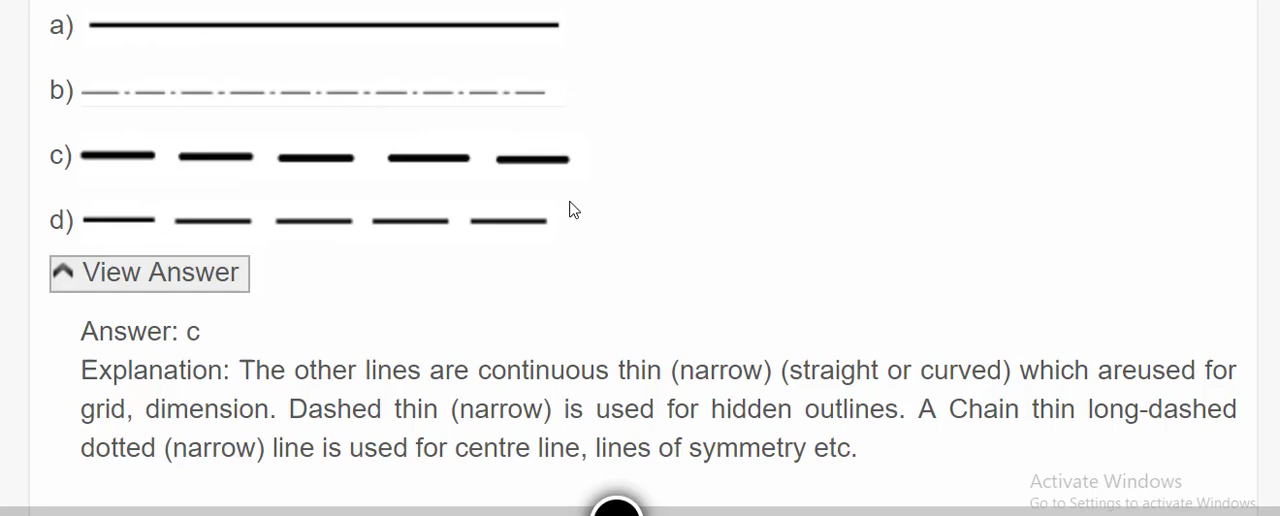 a)
b)
c)
d)
View Answer
Answer: c
Explanation: The other lines are continuous thin (narrow) (straight or curved) which areused for
grid, dimension. Dashed thin (narrow) is used for hidden outlines. A Chain thin long-dashed
dotted (narrow) line is used for centre line, lines of symmetry etc.
Activate Windows
Go to Settings to activate Windows.